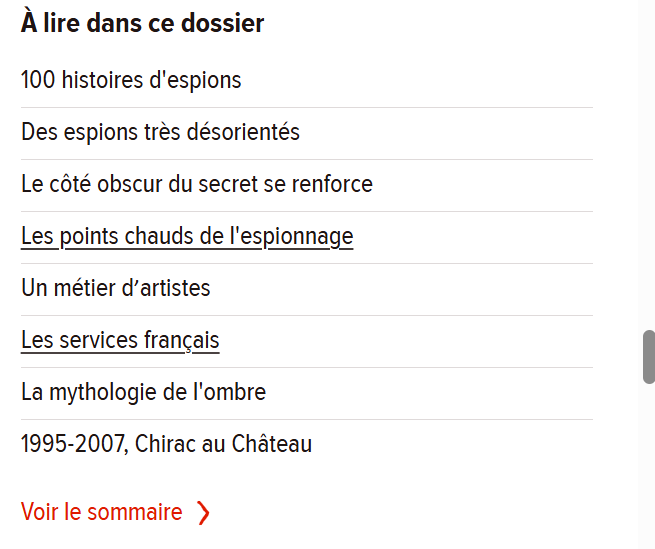 À lire dans ce dossier
100 histoires d'espions
Des espions très désorientés
Le côté obscur du secret se renforce
Les points chauds de l'espionnage
Un métier d’artistes
Les services français
La mythologie de l'ombre
1995-2007, Chirac au Château
Voir le sommaire